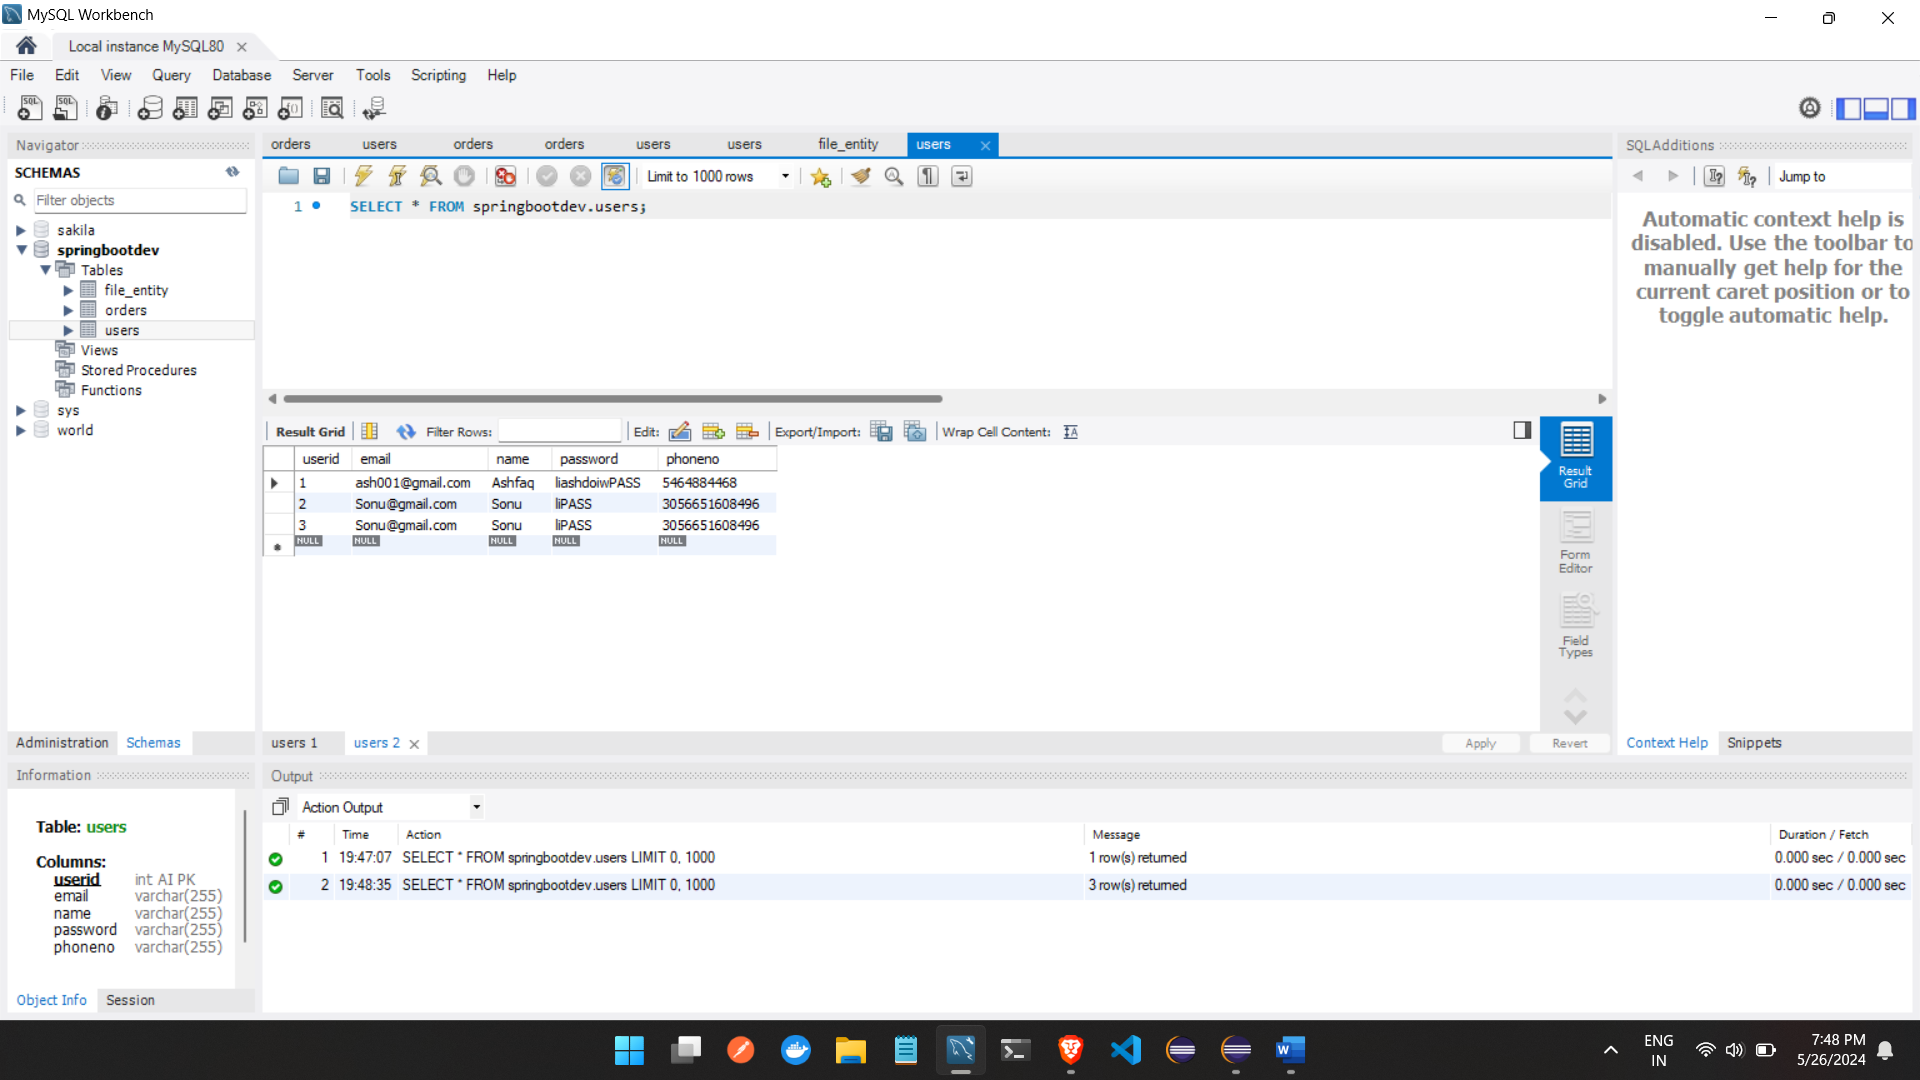 MySQL Workbench
Local instance MySQL80
File Edit View Query Database Server Tools Scripting Help
Navigator
SCHEMAS
Filter objects
sakila
springbootdev
Tables
file_entity
orders
users
Views
Stored Procedures
Functions
sys
world
Administration Schemas
Information
Table: users
Columns:
userid int AI PK
email varchar(255)
name varchar(255)
password varchar(255)
phoneno varchar(255)
Object Info Session
orders users orders orders users users file_entity users
Limit to 1000 rows
1 SELECT * FROM springbootdev.users;
Result Grid Filter Rows: Edit: Export/Import: Wrap Cell Content:
userid email name password phoneno
1 ash001@gmail.com Ashfaq liashdoiwPASS 5464884468
2 Sonu@gmail.com Sonu liPASS 3056651608496
3 Sonu@gmail.com Sonu liPASS 3056651608496
NULL NULL NULL NULL NULL
Result
Grid
Form
Editor
Field
Types
users 1 users 2 Apply Revert
Output
Action Output
# Time Action Message Duration / Fetch
1 19:47:07 SELECT * FROM springbootdev.users LIMIT 0, 1000 1 row(s) returned 0.000 sec / 0.000 sec
2 19:48:35 SELECT * FROM springbootdev.users LIMIT 0, 1000 3 row(s) returned 0.000 sec / 0.000 sec
SQLAdditions
Jump to
Automatic context help is
disabled. Use the toolbar to
manually get help for the
current caret position or to
toggle automatic help.
Context Help Snippets
ENG
IN
7:48 PM
5/26/2024